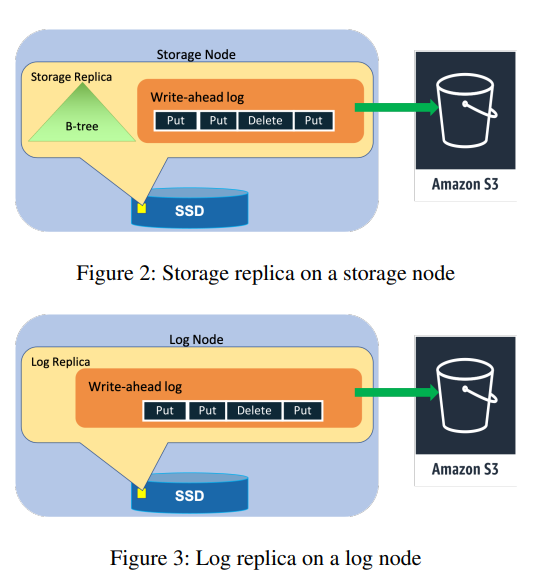 Storage Node
Storage Replica
Write-ahead log
Put Put Delete Put
B-tree
SSD
Amazon S3
Figure 2: Storage replica on a storage node
Log Node
Log Replica
Write-ahead log
Put Put Delete Put
SSD
Amazon S3
Figure 3: Log replica on a log node